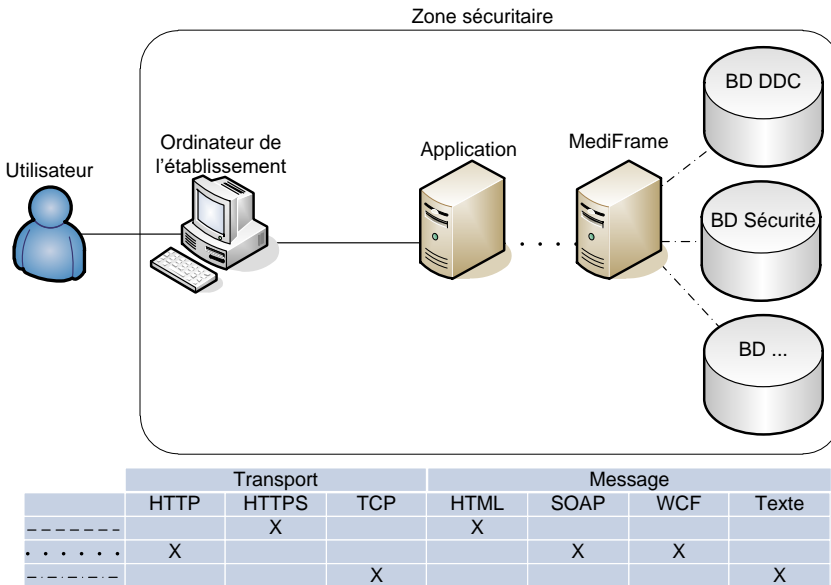 Zone sécuritaire
BD DDC
Ordinateur de
l'établissement
Application
MediFrame
Utilisateur
BD Sécurité
BD ...
Transport Message
HTTP HTTPS TCP HTML SOAP WCF Texte
X X
X X X
X X